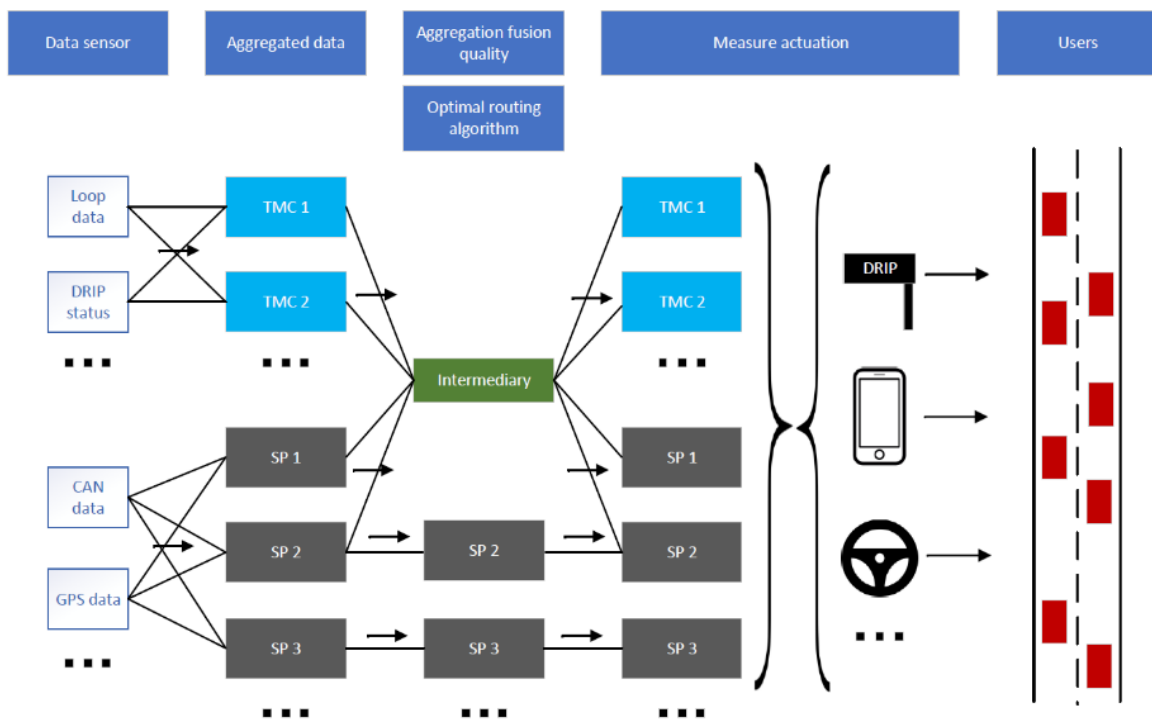 Data sensor
Aggregated data
Aggregation fusion
quality
Measure actuation
Users
Optimal routing
algorithm
Loop
data
TMC 1
TMC 1
DRIP
DRIP
status
TMC 2
TMC 2
Intermediary
SP 1
SP 1
CAN
data
SP 2
SP 2
SP 2
GPS data
SP 3
SP 3
SP 3